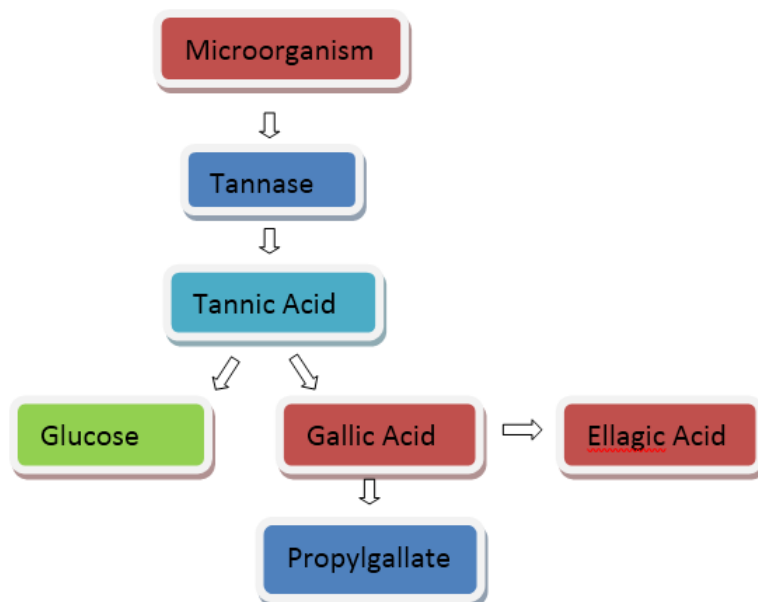 Microorganism
Tannase
Tannic Acid
Glucose
Gallic Acid
Ellagic Acid
Propylgallate